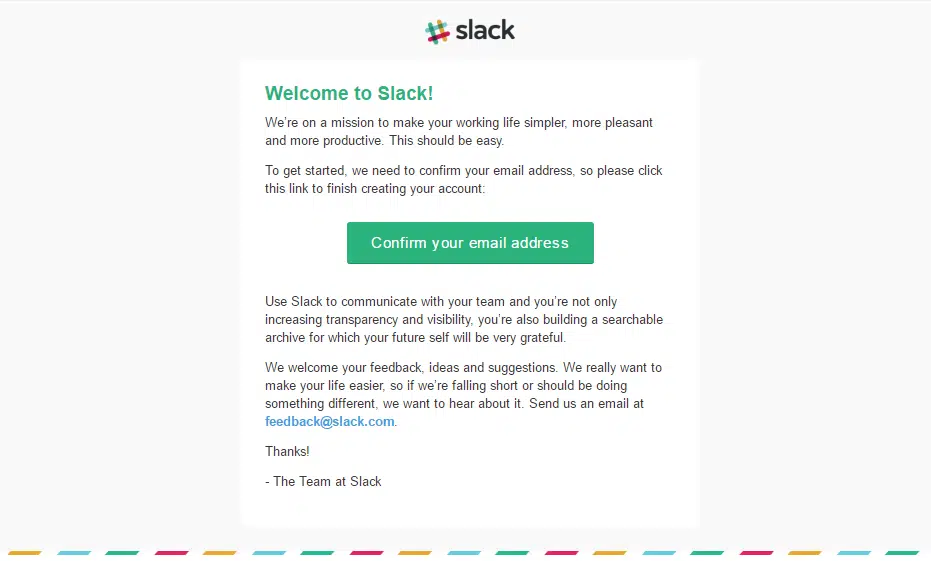 slack
Welcome to Slack!
We’re on a mission to make your working life simpler, more pleasant
and more productive. This should be easy.
To get started, we need to confirm your email address, so please click
this link to finish creating your account:
Confirm your email address
Use Slack to communicate with your team and you’re not only
increasing transparency and visibility, you’re also building a searchable
archive for which your future self will be very grateful.
We welcome your feedback, ideas and suggestions. We really want to
make your life easier, so if we’re falling short or should be doing
something different, we want to hear about it. Send us an email at
feedback@slack.com.
Thanks!
- The Team at Slack